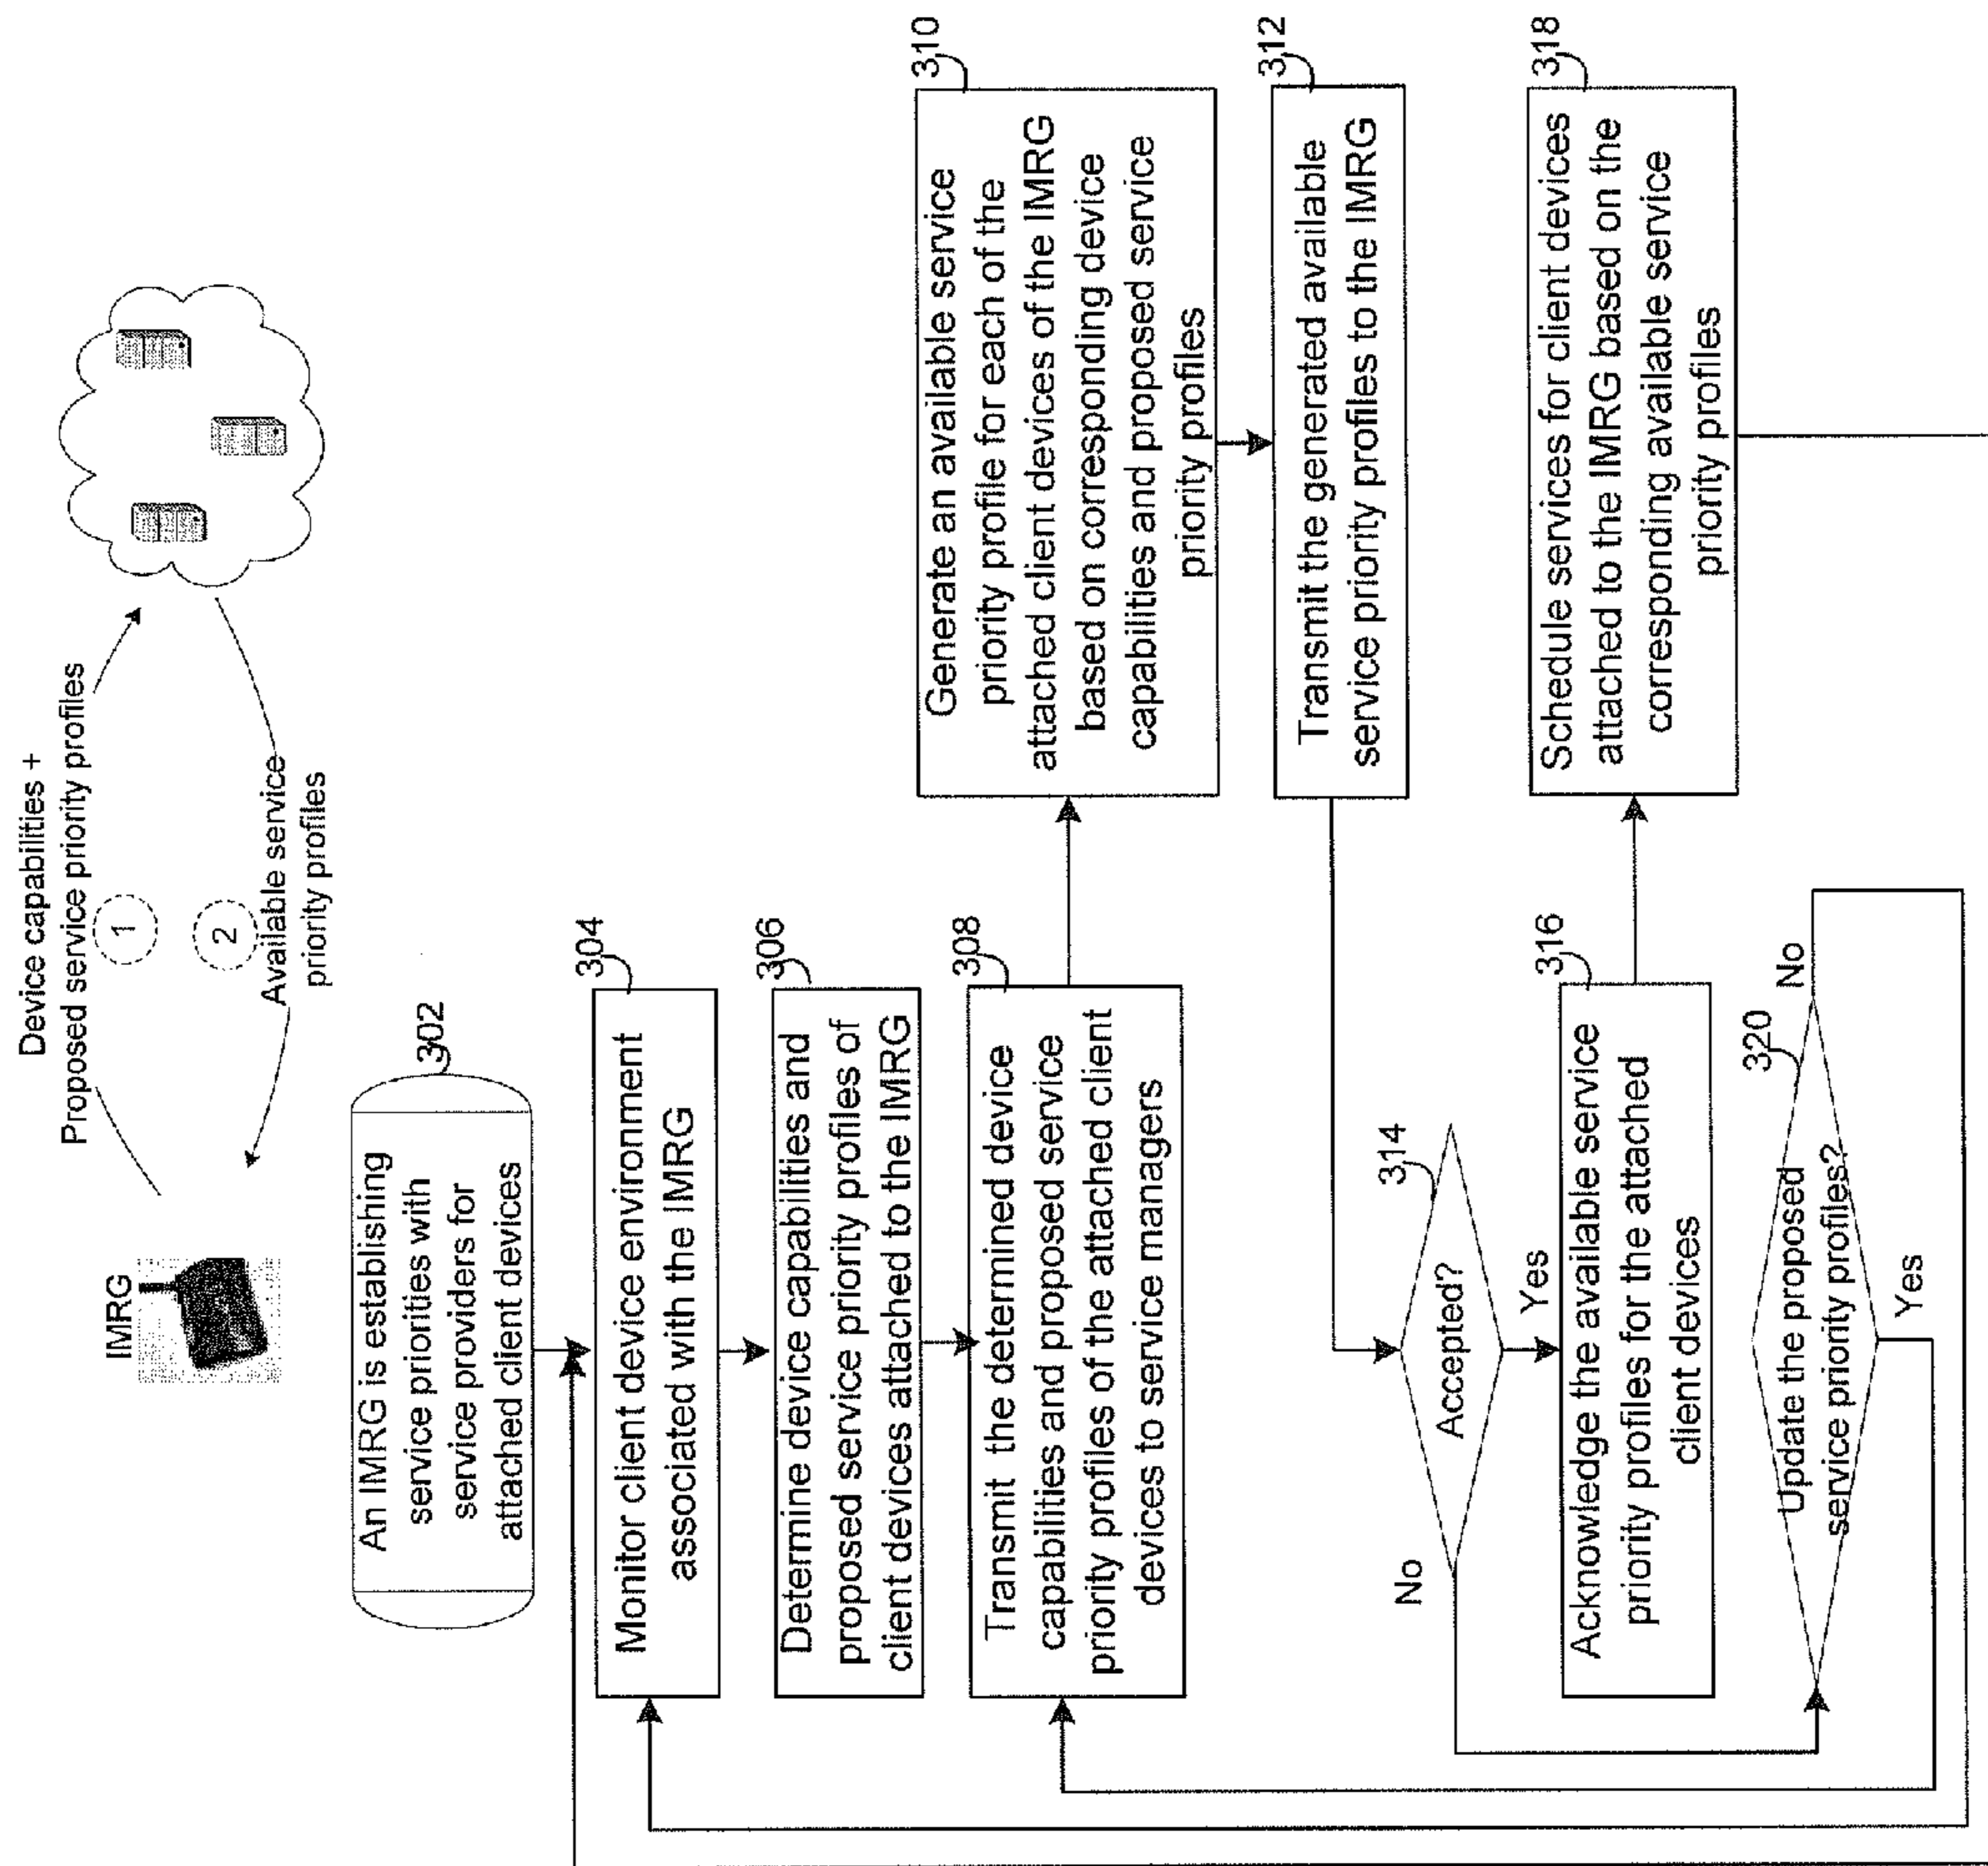 Device capabilities +
Proposed service priority profiles
1
2
Available service
priority profiles
IMRG
302
An IMRG is establishing
service priorities with
service providers for
attached client devices
304
Monitor client device environment
associated with the IMRG
306
Determine device capabilities and
proposed service priority profiles of
client devices attached to the IMRG
308
Transmit the determined device
capabilities and proposed service
priority profiles of the attached client
devices to service managers
310
Generate an available service
priority profile for each of the
attached client devices of the IMRG
based on corresponding device
capabilities and proposed service
priority profiles
312
Transmit the generated available
service priority profiles to the IMRG
314
Accepted?
No
Yes
316
Acknowledge the available service
priority profiles for the attached
client devices
318
Schedule services for client devices
attached to the IMRG based on the
corresponding available service
priority profiles
320
Update the proposed
service priority profiles?
No
Yes